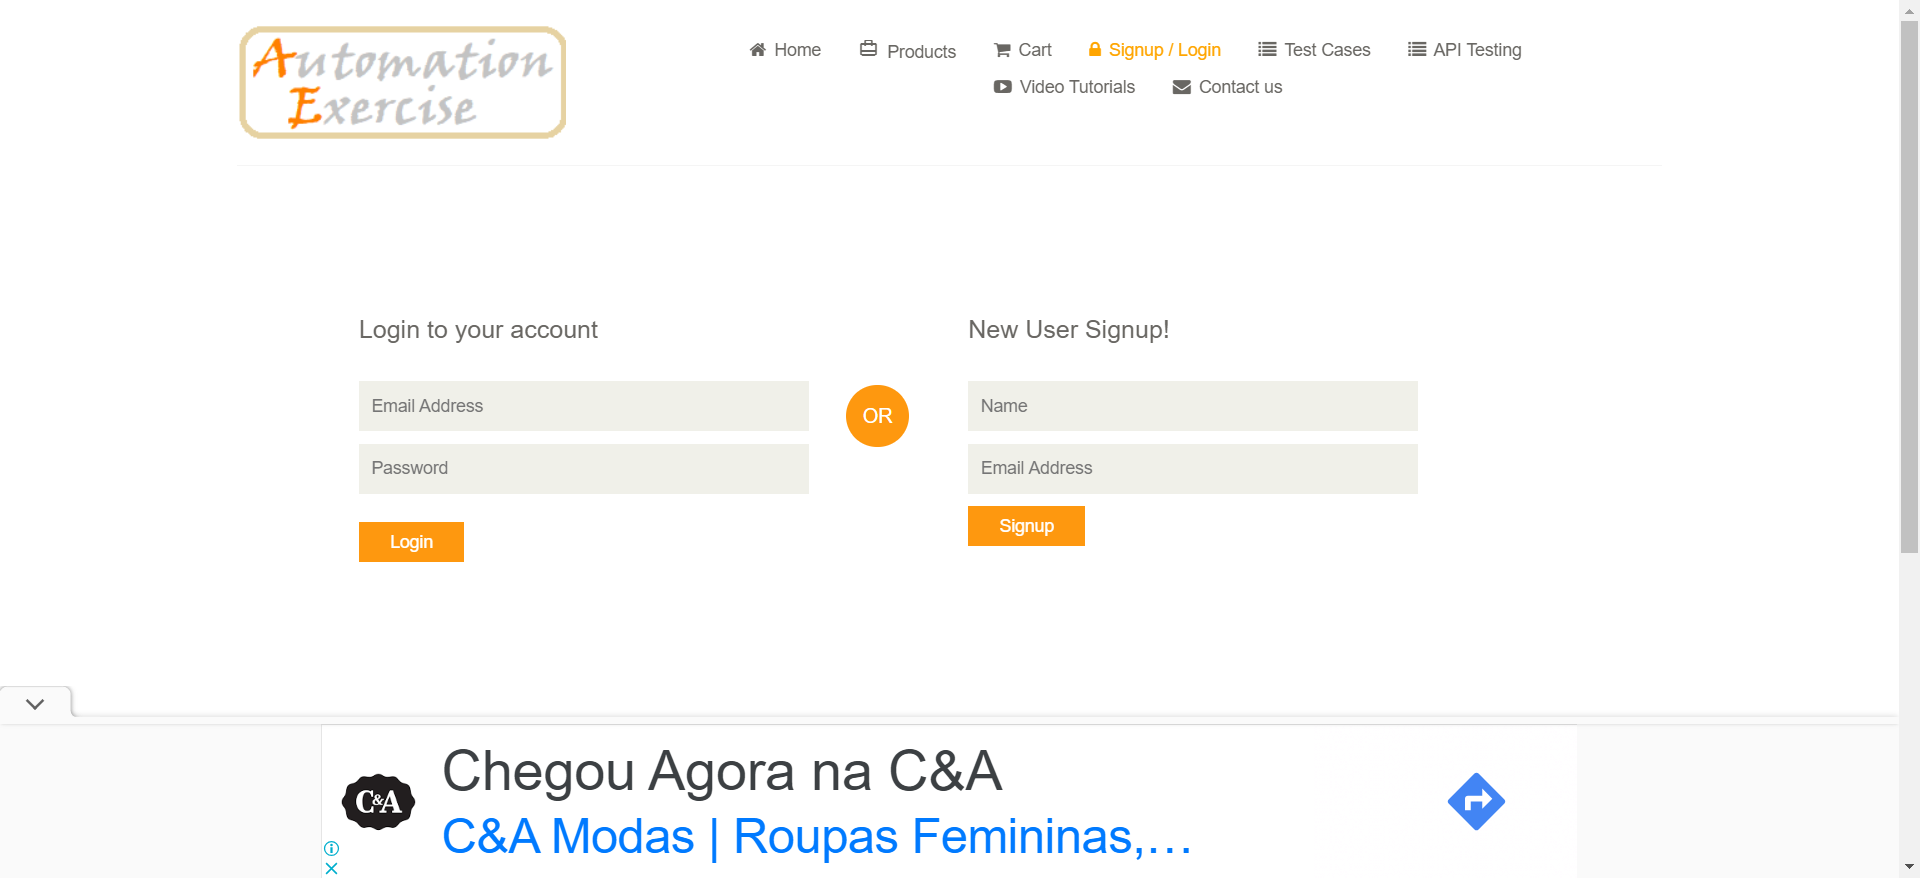 Automation
Exercise
Home Products Cart Signup / Login Test Cases API Testing
Video Tutorials Contact us
Login to your account
Email Address
Password
Login
OR
New User Signup!
Name
Email Address
Signup
C&A
Chegou Agora na C&A
C&A Modas | Roupas Femininas,...